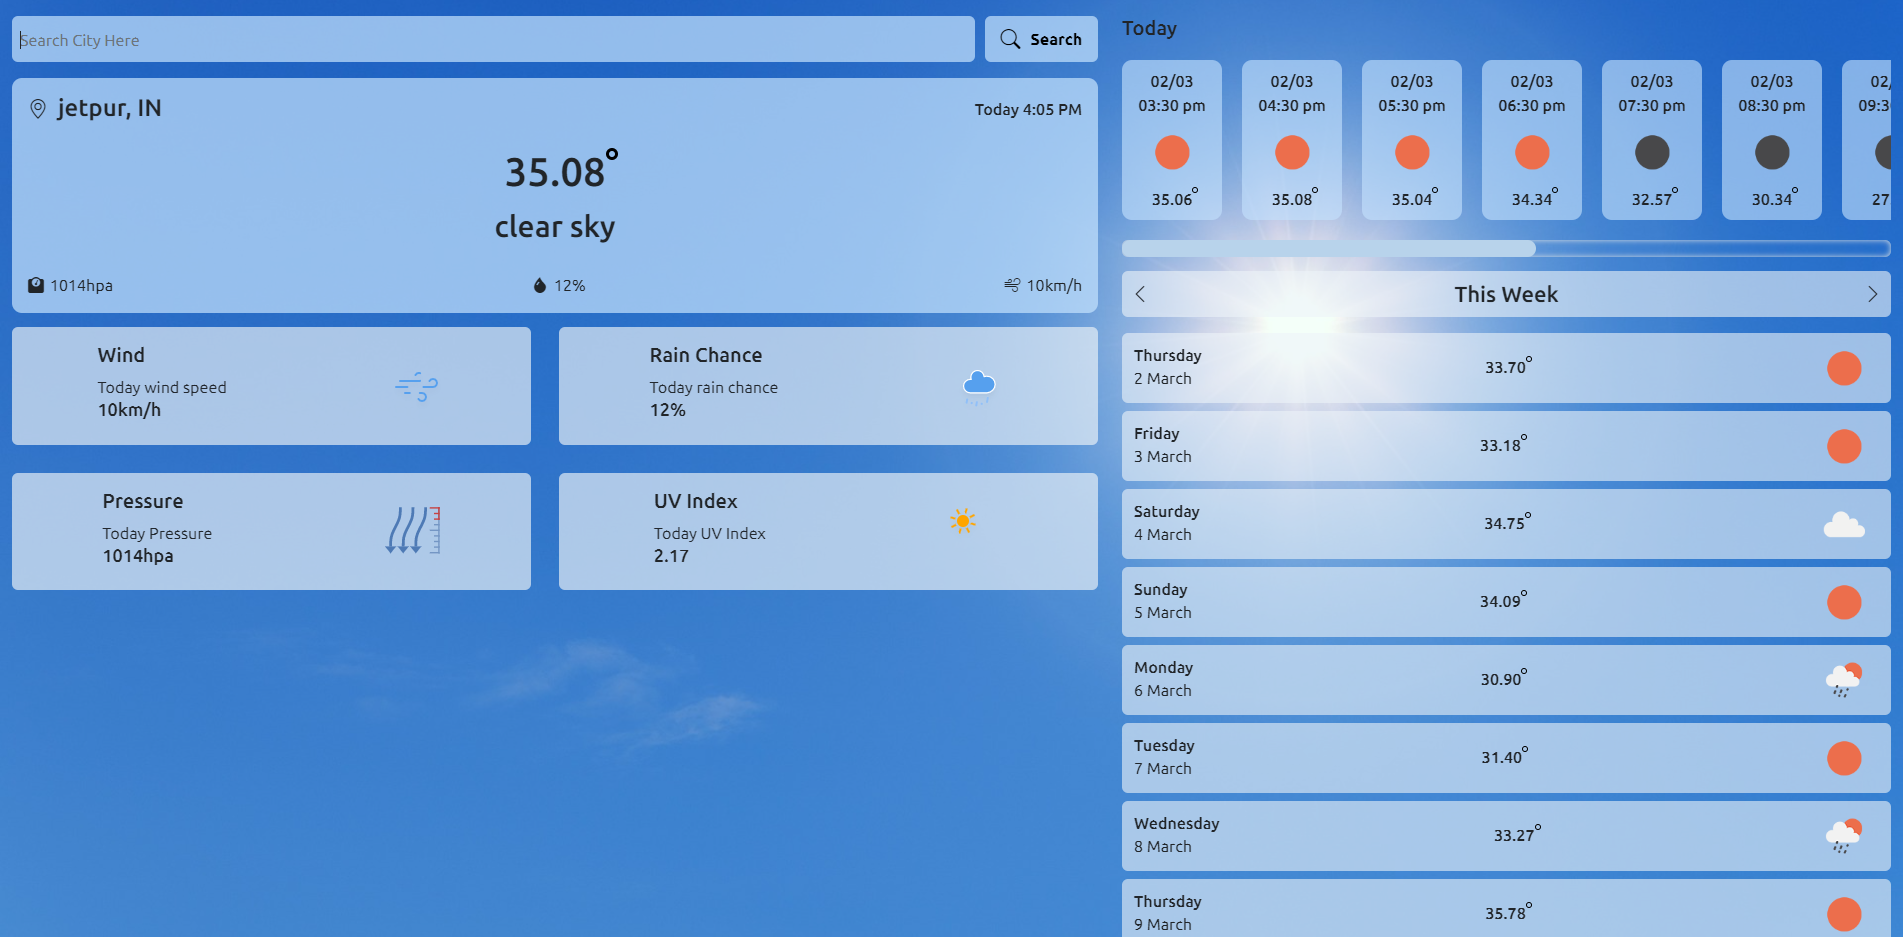 Search City Here
Search
jetpur, IN
Today 4:05 PM
35.08°
clear sky
1014hpa
12%
10km/h
Wind
Today wind speed
10km/h
Rain Chance
Today rain chance
12%
Pressure
Today Pressure
1014hpa
UV Index
Today UV Index
2.17
Today
02/03
03:30 pm
35.06°
02/03
04:30 pm
35.08°
02/03
05:30 pm
35.04°
02/03
06:30 pm
34.34°
02/03
07:30 pm
32.57°
02/03
08:30 pm
30.34°
02/
09:3
27
This Week
Thursday
2 March
33.70°
Friday
3 March
33.18°
Saturday
4 March
34.75°
Sunday
5 March
34.09°
Monday
6 March
30.90°
Tuesday
7 March
31.40°
Wednesday
8 March
33.27°
Thursday
9 March
35.78°